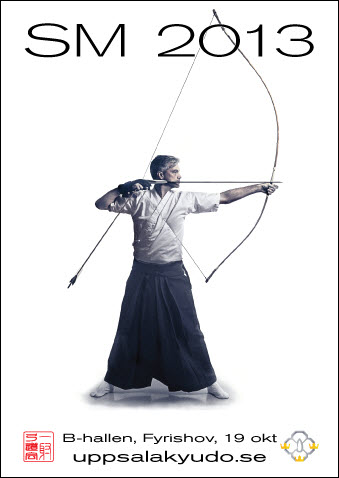 SM 2013
B-hallen, Fyrishov, 19 okt
uppsalakyudo.se